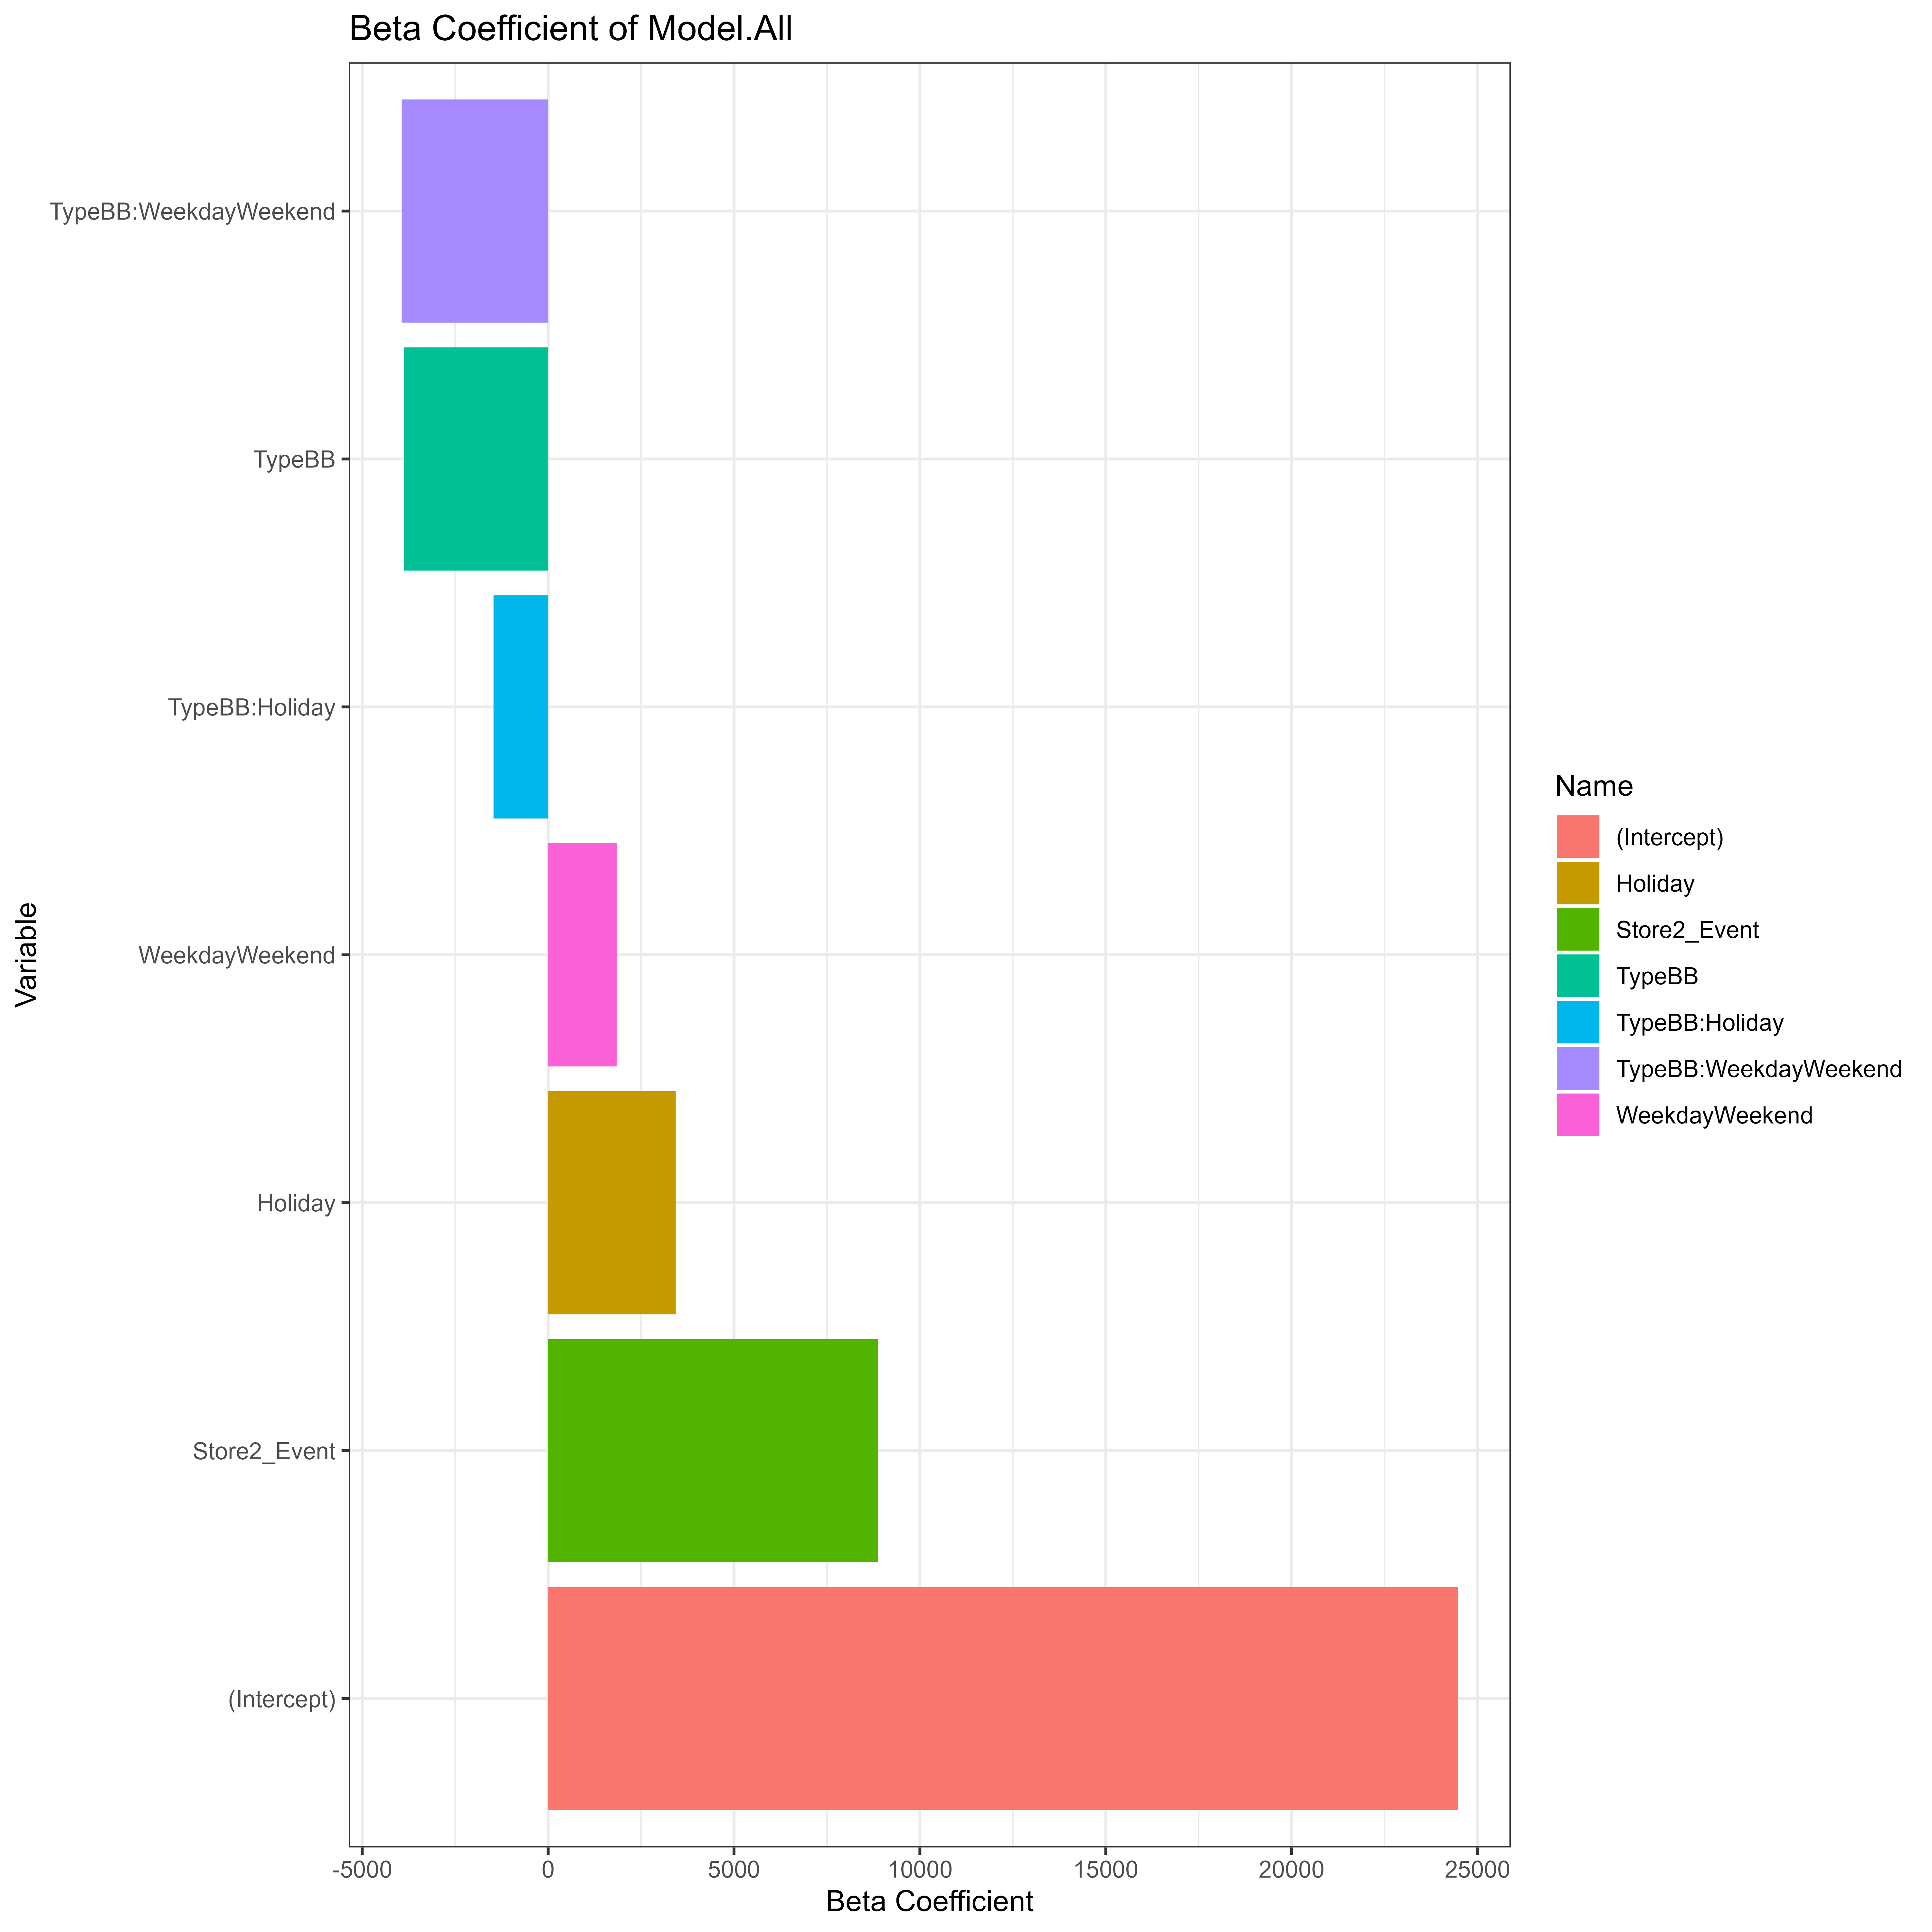 Beta Coefficient of Model.All
TypeBB:WeekdayWeekend
TypeBB
TypeBB:Holiday
WeekdayWeekend
Holiday
Store2_Event
(Intercept)
Variable
-5000 0 5000 10000 15000 20000 25000
Beta Coefficient
Name
(Intercept)
Holiday
Store2_Event
TypeBB
TypeBB:Holiday
TypeBB:WeekdayWeekend
WeekdayWeekend